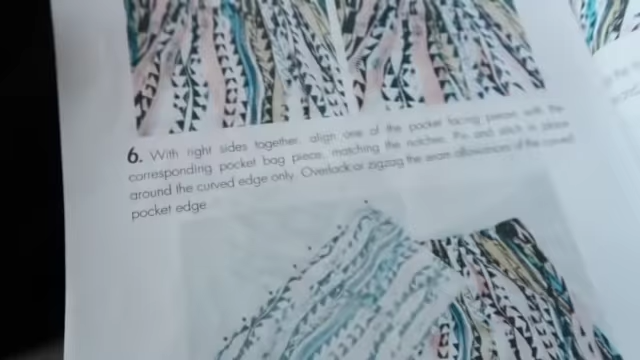 6. With right sides together, align one of the pocket facing pieces with the
corresponding pocket bag piece, matching the notches. Pin and stitch in place
around the curved edge only. Overlock or zigzag the seam allowances of the curved
pocket edge.